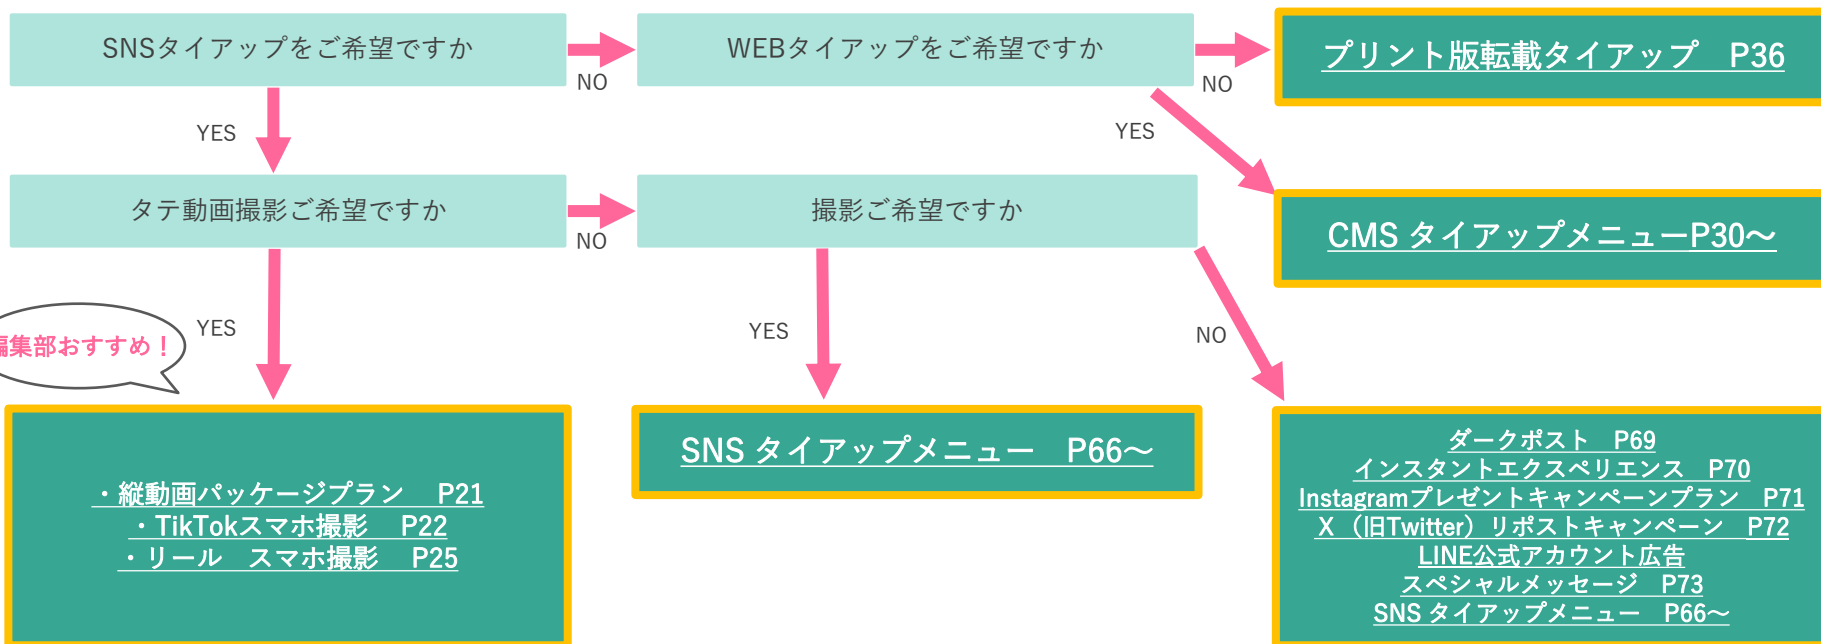 SNSタイアップをご希望ですか
NO
WEBタイアップをご希望ですか
NO
プリント版転載タイアップ　P36
YES
YES
タテ動画撮影ご希望ですか
NO
撮影ご希望ですか
CMS タイアップメニューP30～
編集部おすすめ！
YES
YES
NO
・縦動画パッケージプラン　P21
・TikTokスマホ撮影　P22
・リール　スマホ撮影　P25
SNS タイアップメニュー　P66～
ダークポスト　P69
インスタントエクスペリエンス　P70
Instagramプレゼントキャンペーンプラン　P71
X（旧Twitter）リポストキャンペーン　P72
LINE公式アカウント広告
スペシャルメッセージ　P73
SNS タイアップメニュー　P66～